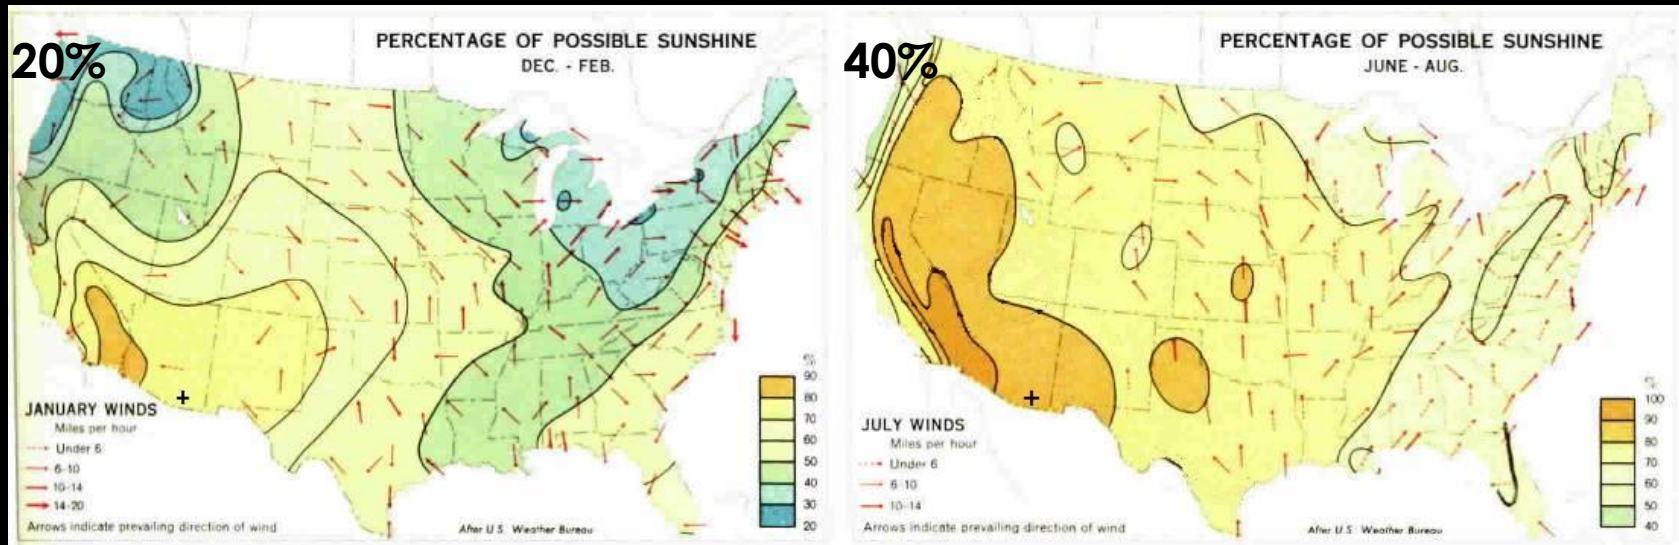 20%
PERCENTAGE OF POSSIBLE SUNSHINE
DEC. - FEB.
%
90
80
70
60
50
40
30
20
JANUARY WINDS
Miles per hour
Under 6
6-10
10-14
14-20
Arrows indicate prevailing direction of wind
After U.S. Weather Bureau
40%
PERCENTAGE OF POSSIBLE SUNSHINE
JUNE - AUG.
%
100
90
80
70
60
50
40
JULY WINDS
Miles per hour
Under 6
6-10
10-14
Arrows indicate prevailing direction of wind
After U.S. Weather Bureau